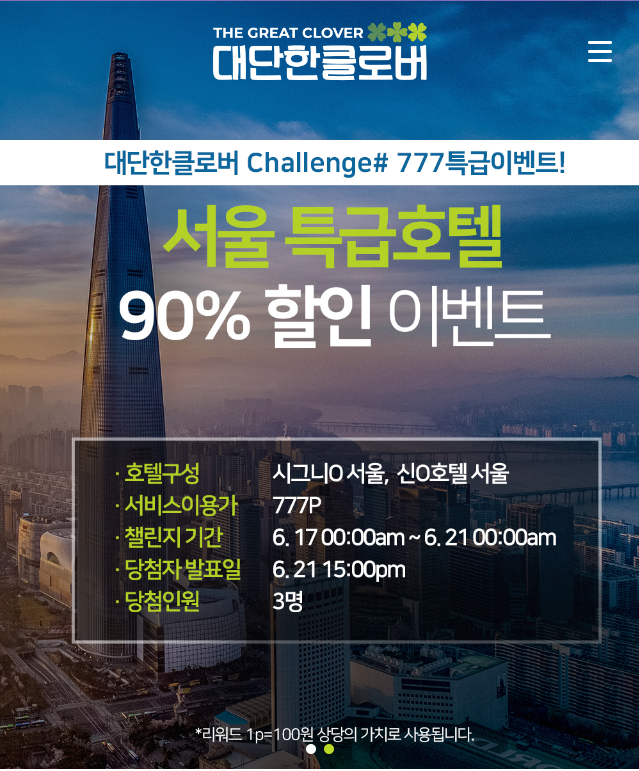 THE GREAT CLOVER
대단한클로버
대단한클로버 Challenge# 777특급이벤트!
서울 특급호텔
90% 할인 이벤트
· 호텔구성 시그니O 서울, 신O호텔 서울
· 서비스이용가 777P
· 챌린지 기간 6. 17 00:00am ~ 6. 21 00:00am
· 당첨자 발표일 6. 21 15:00pm
· 당첨인원 3명
*리워드 1p=100원 상당의 가치로 사용됩니다.